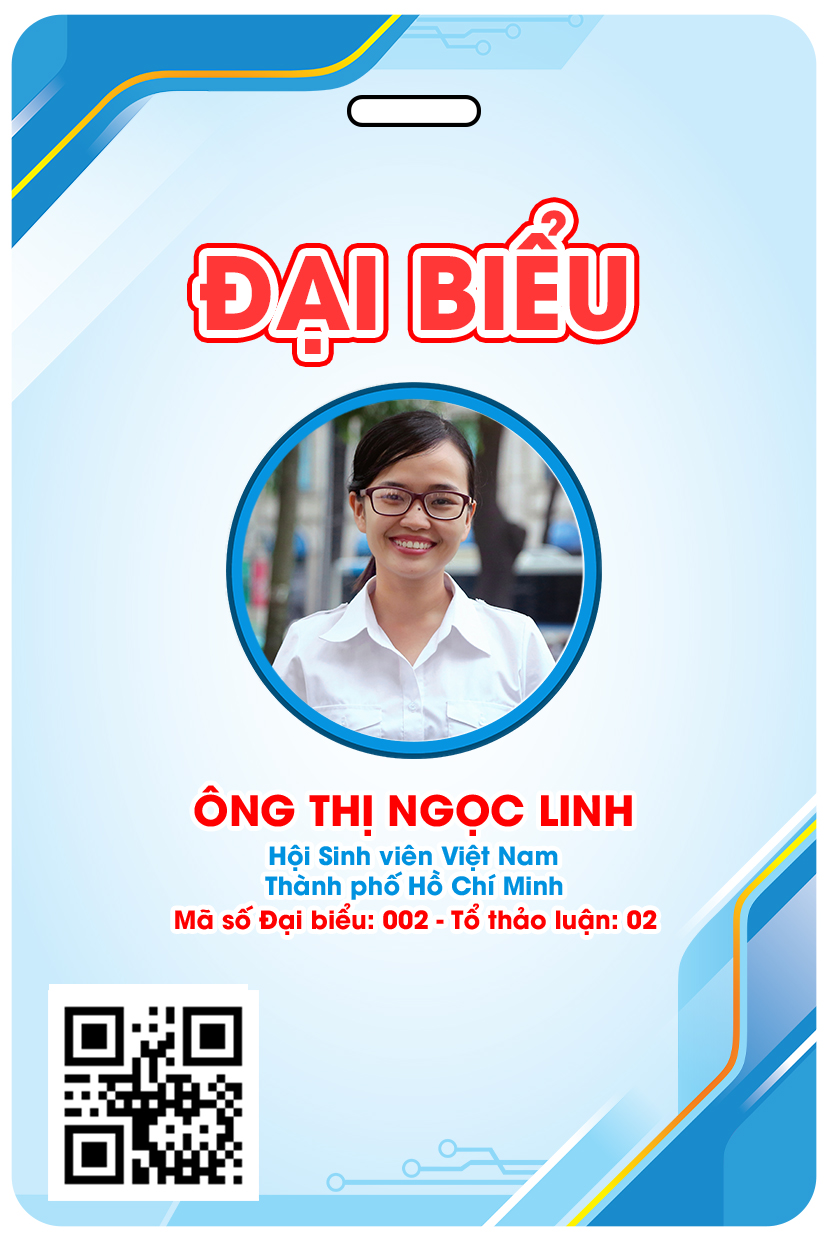 ĐẠI BIỂU
ÔNG THỊ NGỌC LINH
Hội Sinh viên Việt Nam
Thành phố Hồ Chí Minh
Mã số Đại biểu: 002 - Tổ thảo luận: 02